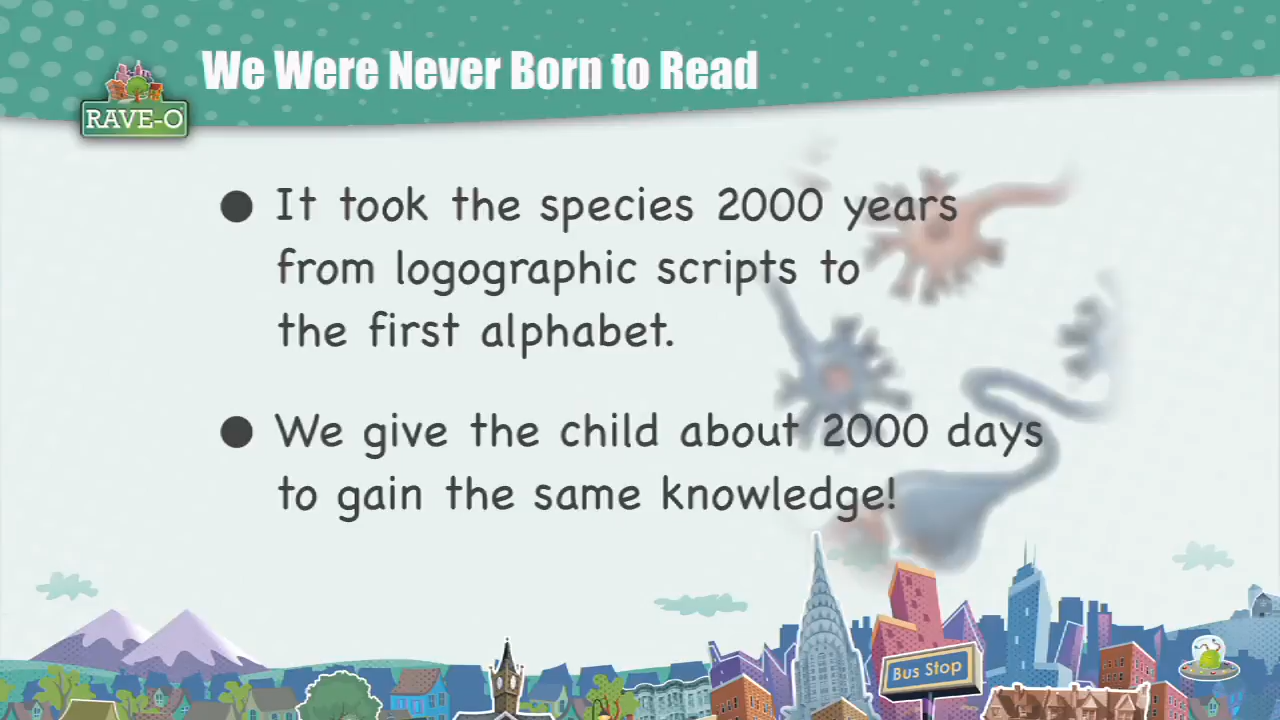 We Were Never Born to Read
RAVE-O
● It took the species 2000 years
from logographic scripts to
the first alphabet.
● We give the child about 2000 days
to gain the same knowledge!
Bus Stop